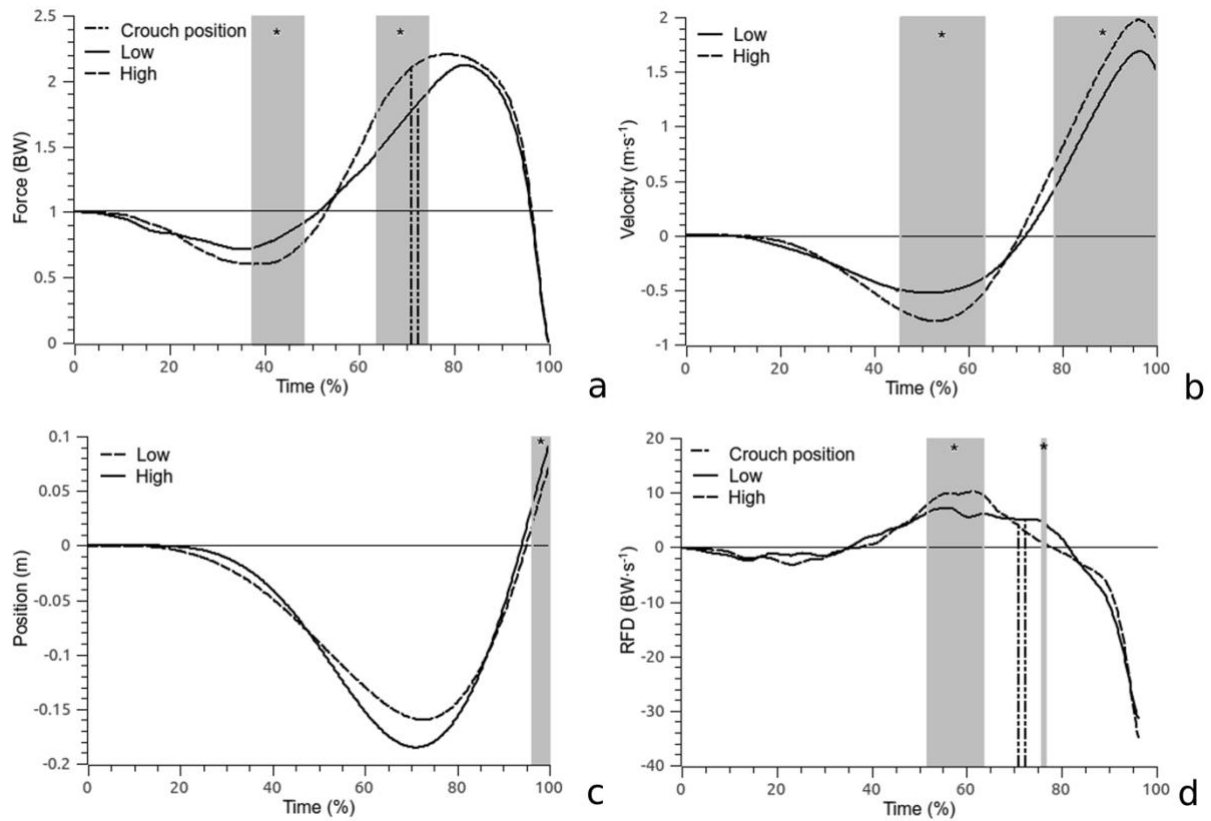 2.5
2
1.5
1
0.5
0
Force (BW)
Crouch position
Low
High
*
*
0 20 40 60 80 100
Time (%)
a
2
1.5
1
0.5
0
-0.5
-1
Velocity (m·s⁻¹)
Low
High
*
*
0 20 40 60 80 100
Time (%)
b
0.1
0.05
0
-0.05
-0.1
-0.15
-0.2
Position (m)
Low
High
*
0 20 40 60 80 100
Time (%)
c
20
10
0
-10
-20
-30
-40
RFD (BW·s⁻¹)
Crouch position
Low
High
*
*
0 20 40 60 80 100
Time (%)
d